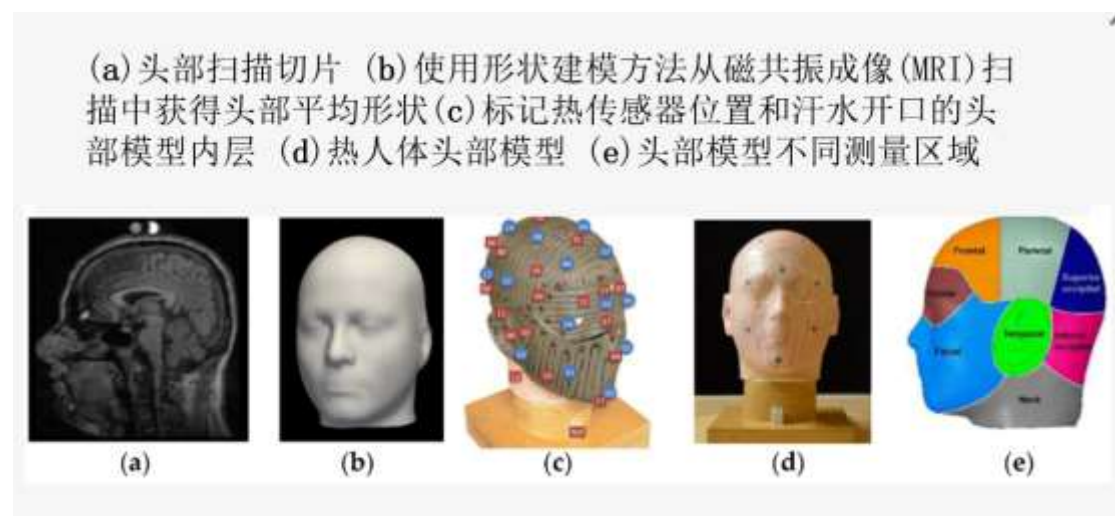 (a)头部扫描切片 (b)使用形状建模方法从磁共振成像(MRI)扫
描中获得头部平均形状(c)标记热传感器位置和汗水开口的头
部模型内层 (d)热人体头部模型 (e)头部模型不同测量区域
Frontal
Parietal
Superior
occipital
Temporal
Facial
Neck
(a)
(b)
(c)
(d)
(e)